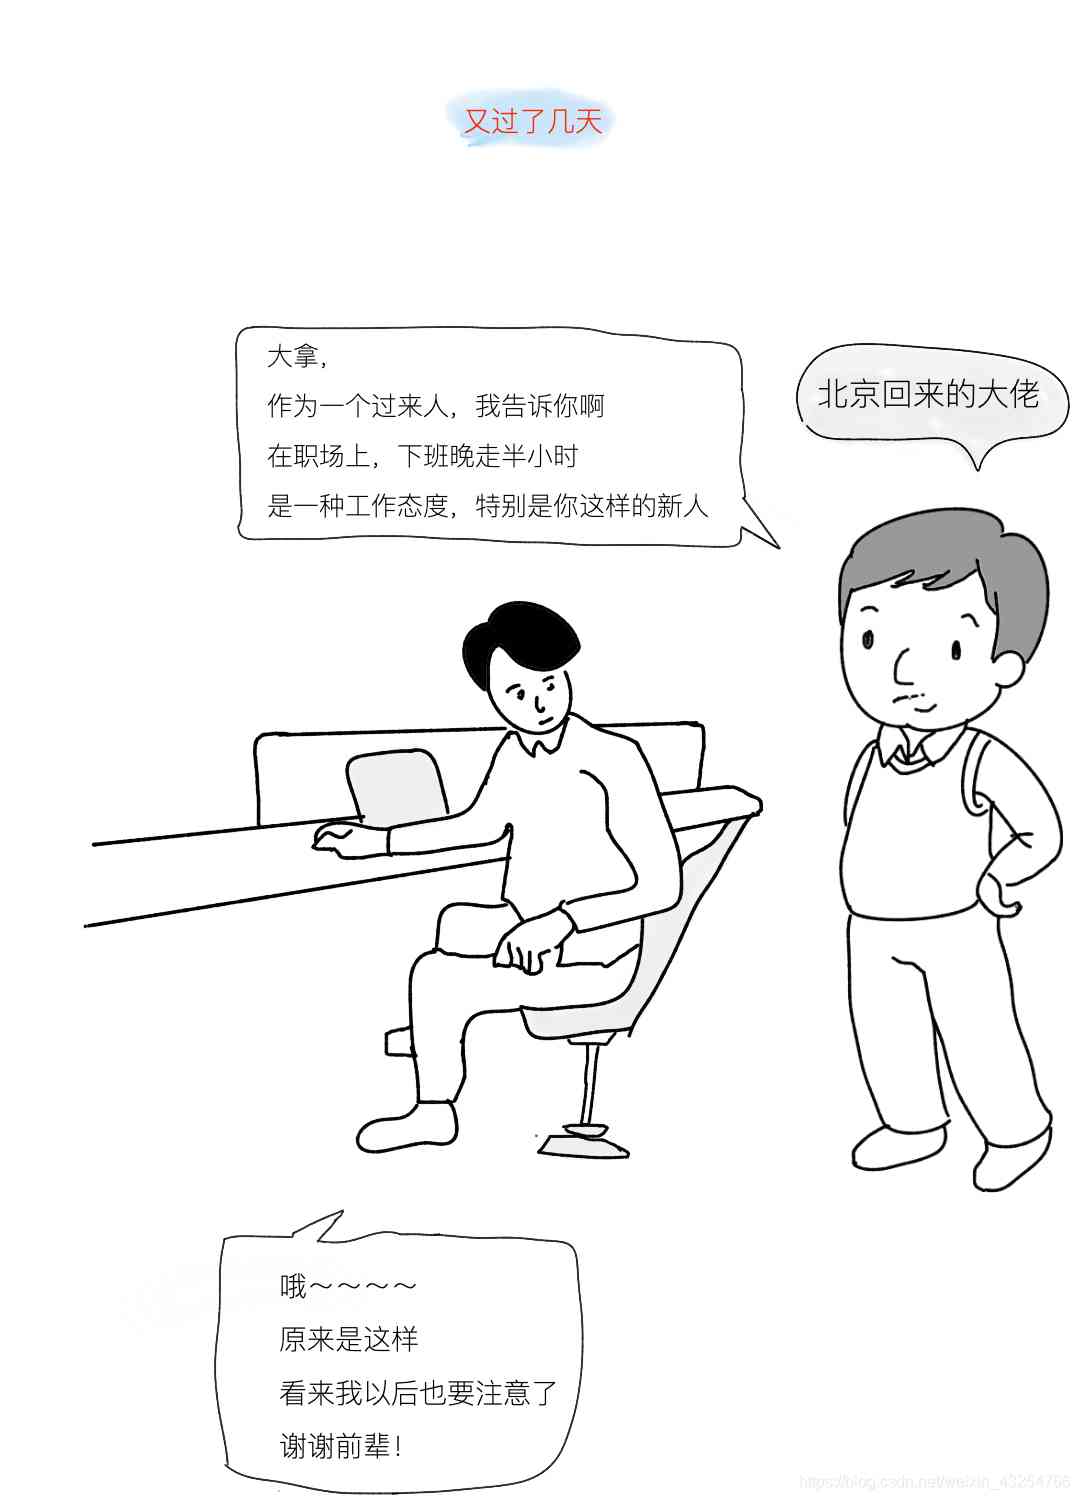 又过了几天
大拿，
作为一个过来人，我告诉你啊
在职场上，下班晚走半小时
是一种工作态度，特别是你这样的新人
北京回来的大佬
哦～～～～
原来是这样
看来我以后也要注意了
谢谢前辈！
https://blog.csdn.net/weixin_43254766